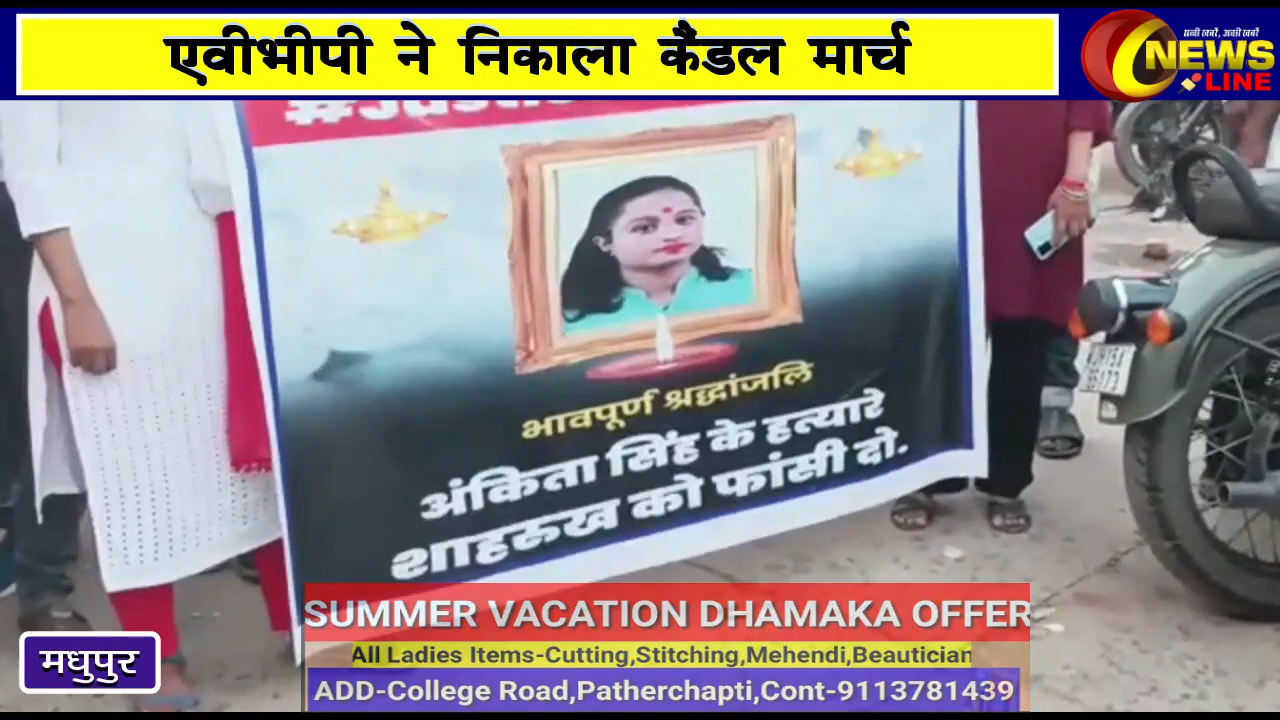 एवीभीपी ने निकाला कैंडल मार्च
सच्ची खबरें, अच्छी खबरें
NEWS
LINE
भावपूर्ण श्रद्धांजलि
अंकिता सिंह के हत्यारे
शाहरुख को फांसी दो.
मधुपुर
SUMMER VACATION DHAMAKA OFFER
All Ladies Items-Cutting,Stitching,Mehendi,Beautician
ADD-College Road,Patherchapti,Cont-9113781439